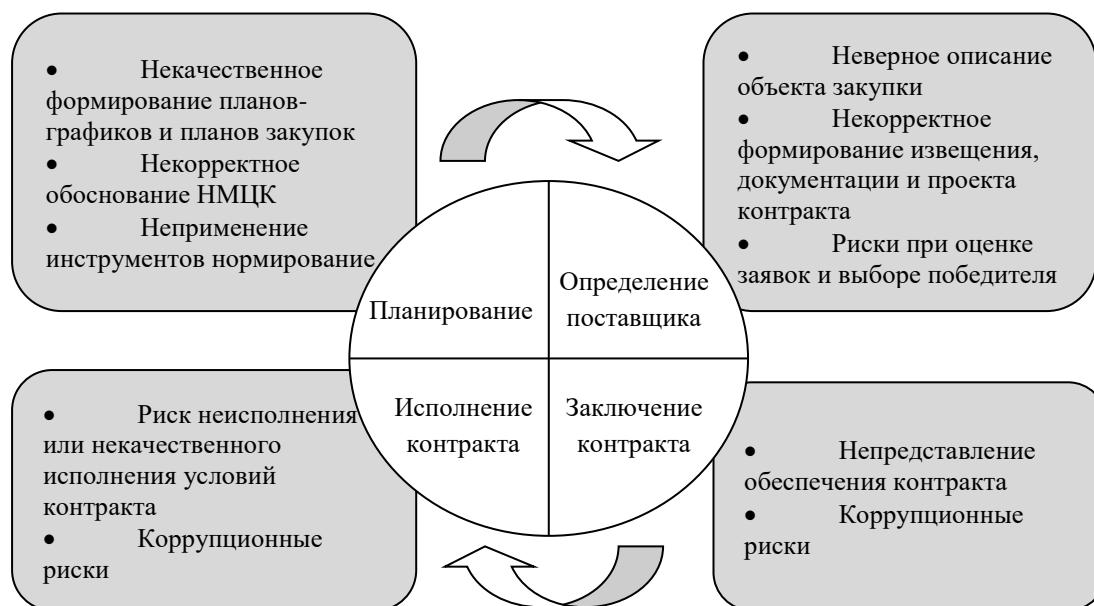 • Некачественное
формирование планов-
графиков и планов закупок
• Некорректное
обоснование НМЦК
• Неприменение
инструментов нормирование
• Неверное описание
объекта закупки
• Некорректное
формирование извещения,
документации и проекта
контракта
• Риски при оценке
заявок и выборе победителя
Планирование
Определение
поставщика
Исполнение
контракта
Заключение
контракта
• Риск неисполнения
или некачественного
исполнения условий
контракта
• Коррупционные
риски
• Непредставление
обеспечения контракта
• Коррупционные
риски